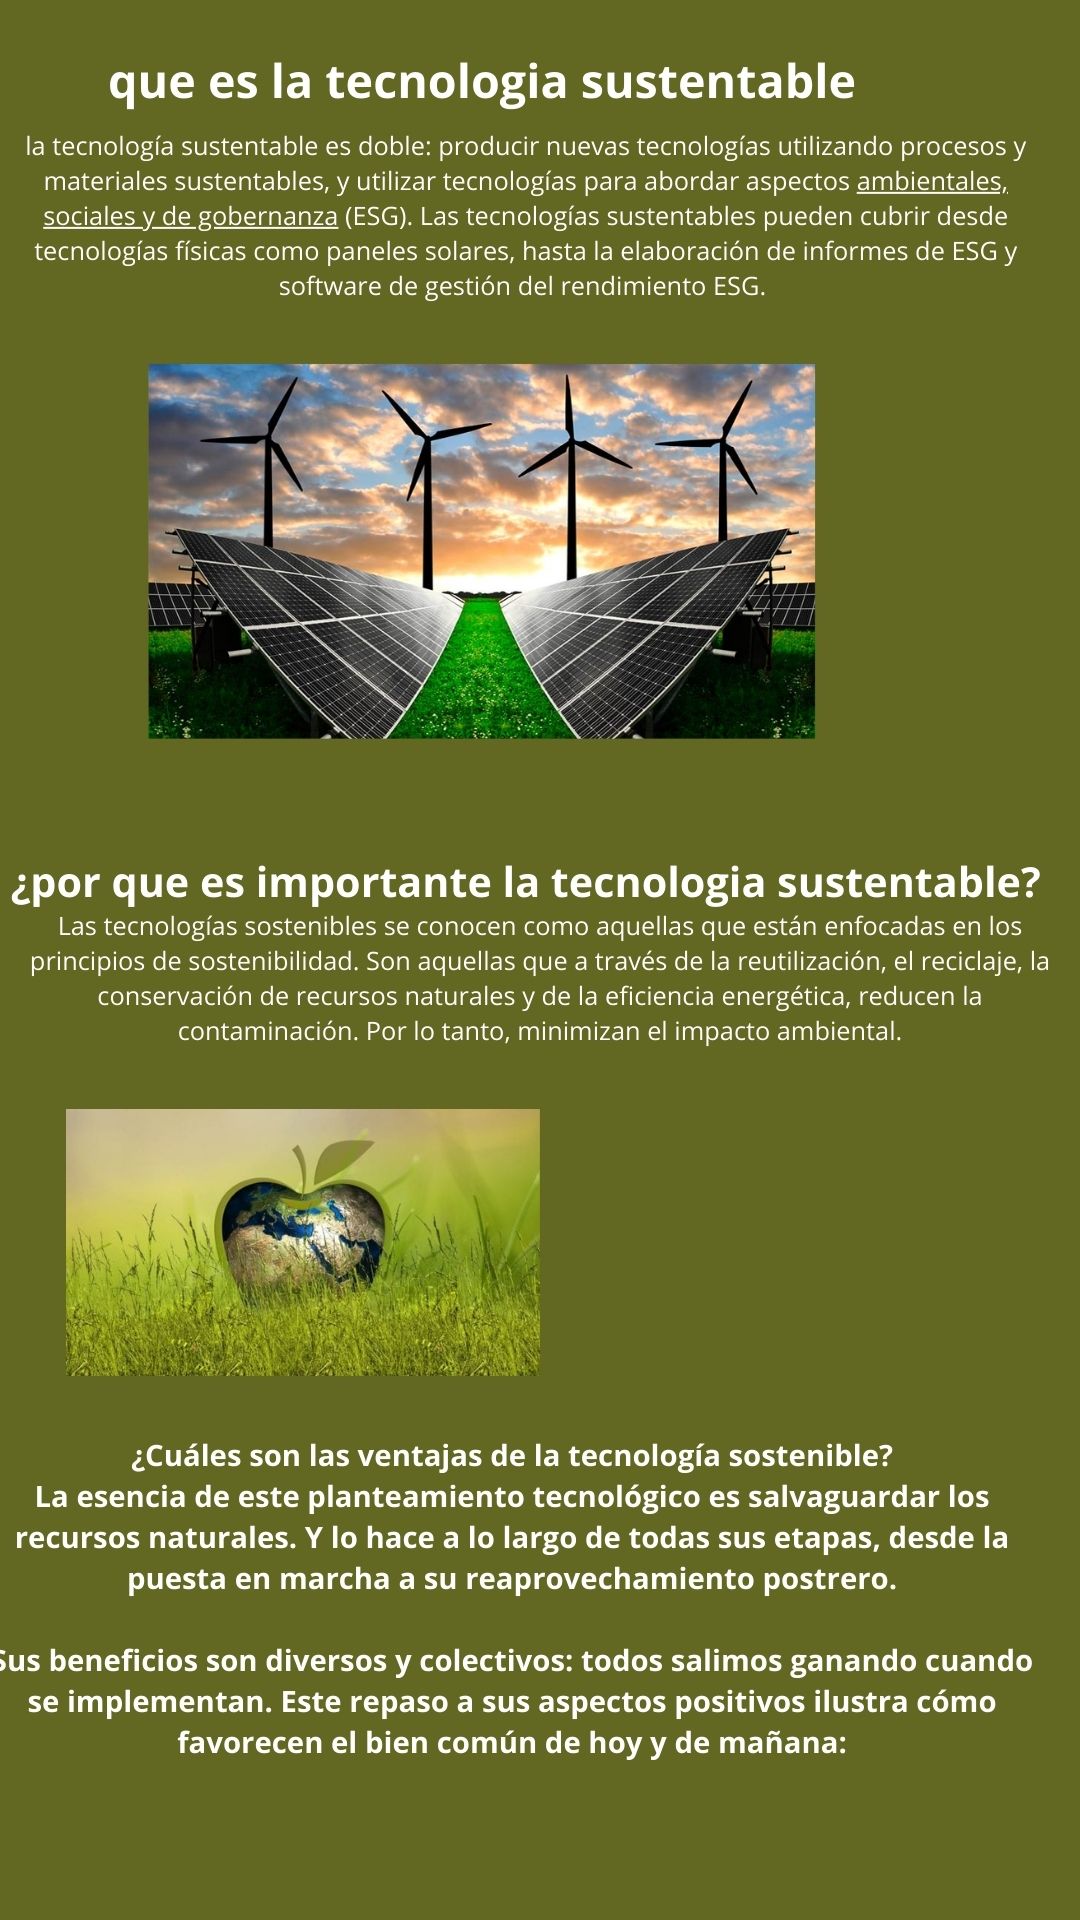 que es la tecnologia sustentable
la tecnología sustentable es doble: producir nuevas tecnologías utilizando procesos y
materiales sustentables, y utilizar tecnologías para abordar aspectos ambientales,
sociales y de gobernanza (ESG). Las tecnologías sustentables pueden cubrir desde
tecnologías físicas como paneles solares, hasta la elaboración de informes de ESG y
software de gestión del rendimiento ESG.
¿por que es importante la tecnologia sustentable?
Las tecnologías sostenibles se conocen como aquellas que están enfocadas en los
principios de sostenibilidad. Son aquellas que a través de la reutilización, el reciclaje, la
conservación de recursos naturales y de la eficiencia energética, reducen la
contaminación. Por lo tanto, minimizan el impacto ambiental.
¿Cuáles son las ventajas de la tecnología sostenible?
La esencia de este planteamiento tecnológico es salvaguardar los
recursos naturales. Y lo hace a lo largo de todas sus etapas, desde la
puesta en marcha a su reaprovechamiento postrero.
Sus beneficios son diversos y colectivos: todos salimos ganando cuando
se implementan. Este repaso a sus aspectos positivos ilustra cómo
favorecen el bien común de hoy y de mañana: